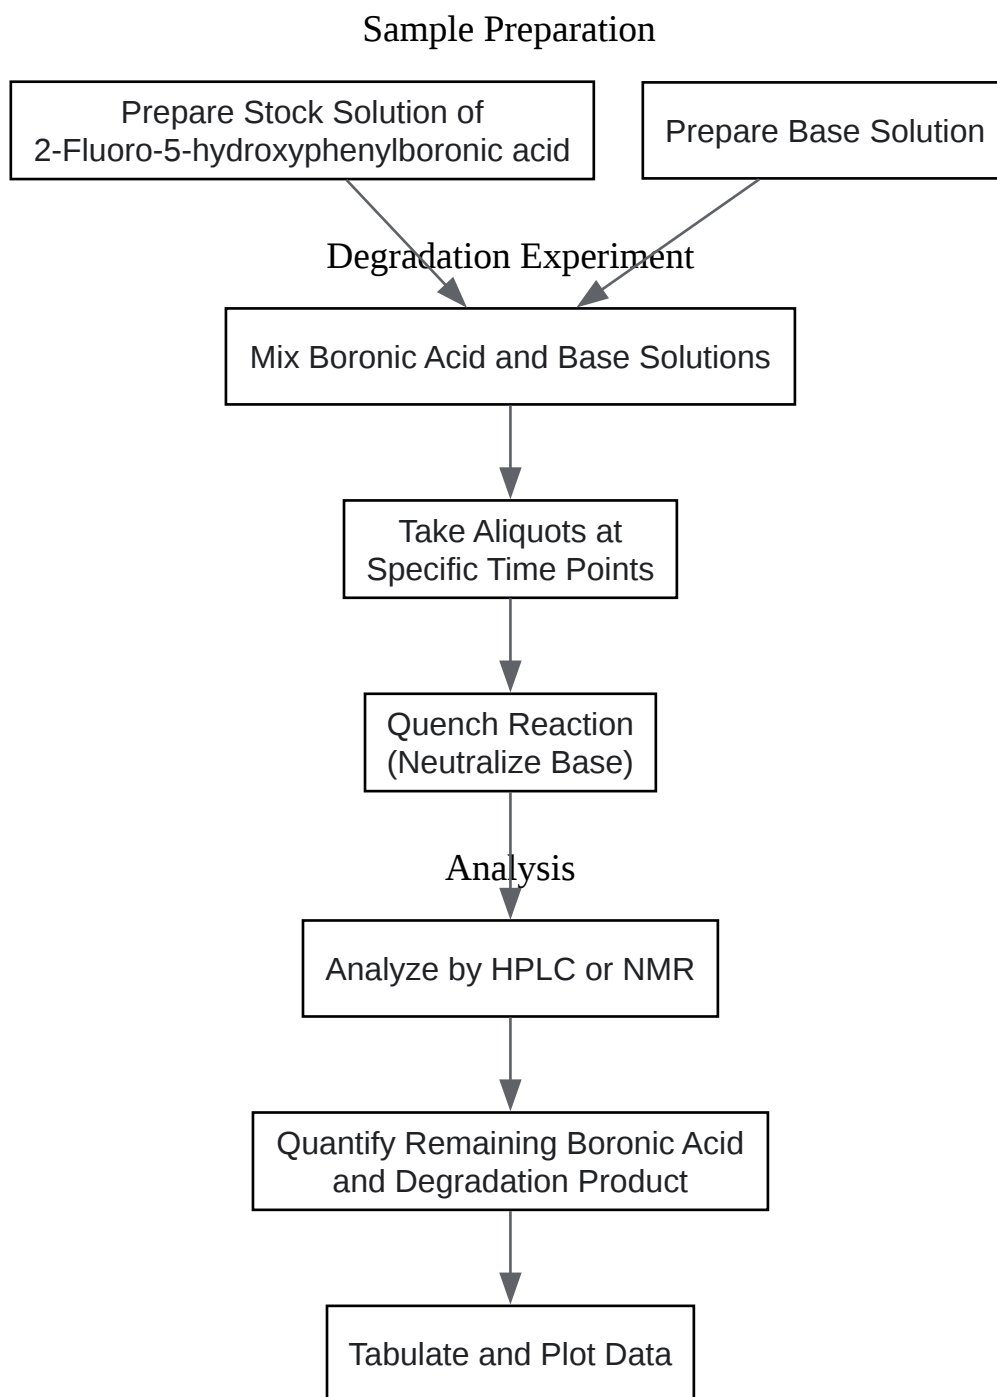 Sample Preparation
Prepare Stock Solution of
2-Fluoro-5-hydroxyphenylboronic acid
Prepare Base Solution
Degradation Experiment
Mix Boronic Acid and Base Solutions
Take Aliquots at
Specific Time Points
Quench Reaction
(Neutralize Base)
Analysis
Analyze by HPLC or NMR
Quantify Remaining Boronic Acid
and Degradation Product
Tabulate and Plot Data